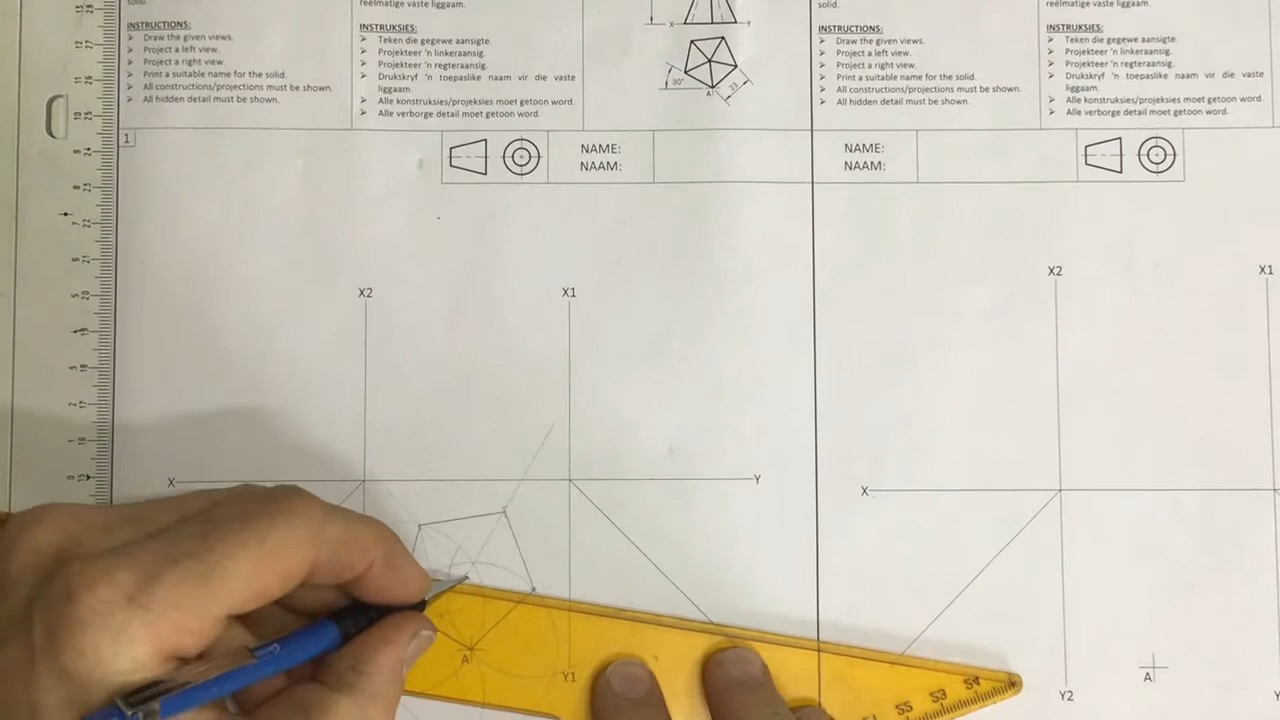 solid.
INSTRUCTIONS:
➤ Draw the given views.
➤ Project a left view.
➤ Project a right view.
➤ Print a suitable name for the solid.
➤ All constructions/projections must be shown.
➤ All hidden detail must be shown.
reëlmatige vaste liggaam.
INSTRUKSIES:
➤ Teken die gegewe aansigte.
➤ Projekteer 'n linkeraansig.
➤ Projekteer 'n regteraansig.
➤ Drukskryf 'n toepaslike naam vir die vaste
liggaam.
➤ Alle konstruksies/projeksies moet getoon word.
➤ Alle verborge detail moet getoon word.
X
Y
30°
A
23
solid.
INSTRUCTIONS:
➤ Draw the given views.
➤ Project a left view.
➤ Project a right view.
➤ Print a suitable name for the solid.
➤ All constructions/projections must be shown.
➤ All hidden detail must be shown.
reëlmatige vaste liggaam.
INSTRUKSIES:
➤ Teken die gegewe aansigte.
➤ Projekteer 'n linkeraansig.
➤ Projekteer 'n regteraansig.
➤ Drukskryf 'n toepaslike naam vir die vaste
liggaam.
➤ Alle konstruksies/projeksies moet getoon word.
➤ Alle verborge detail moet getoon word.
1
NAME:
NAAM:
NAME:
NAAM:
X2
X1
X2
X1
X
Y
X
A
Y1
A
Y2
55 53 54